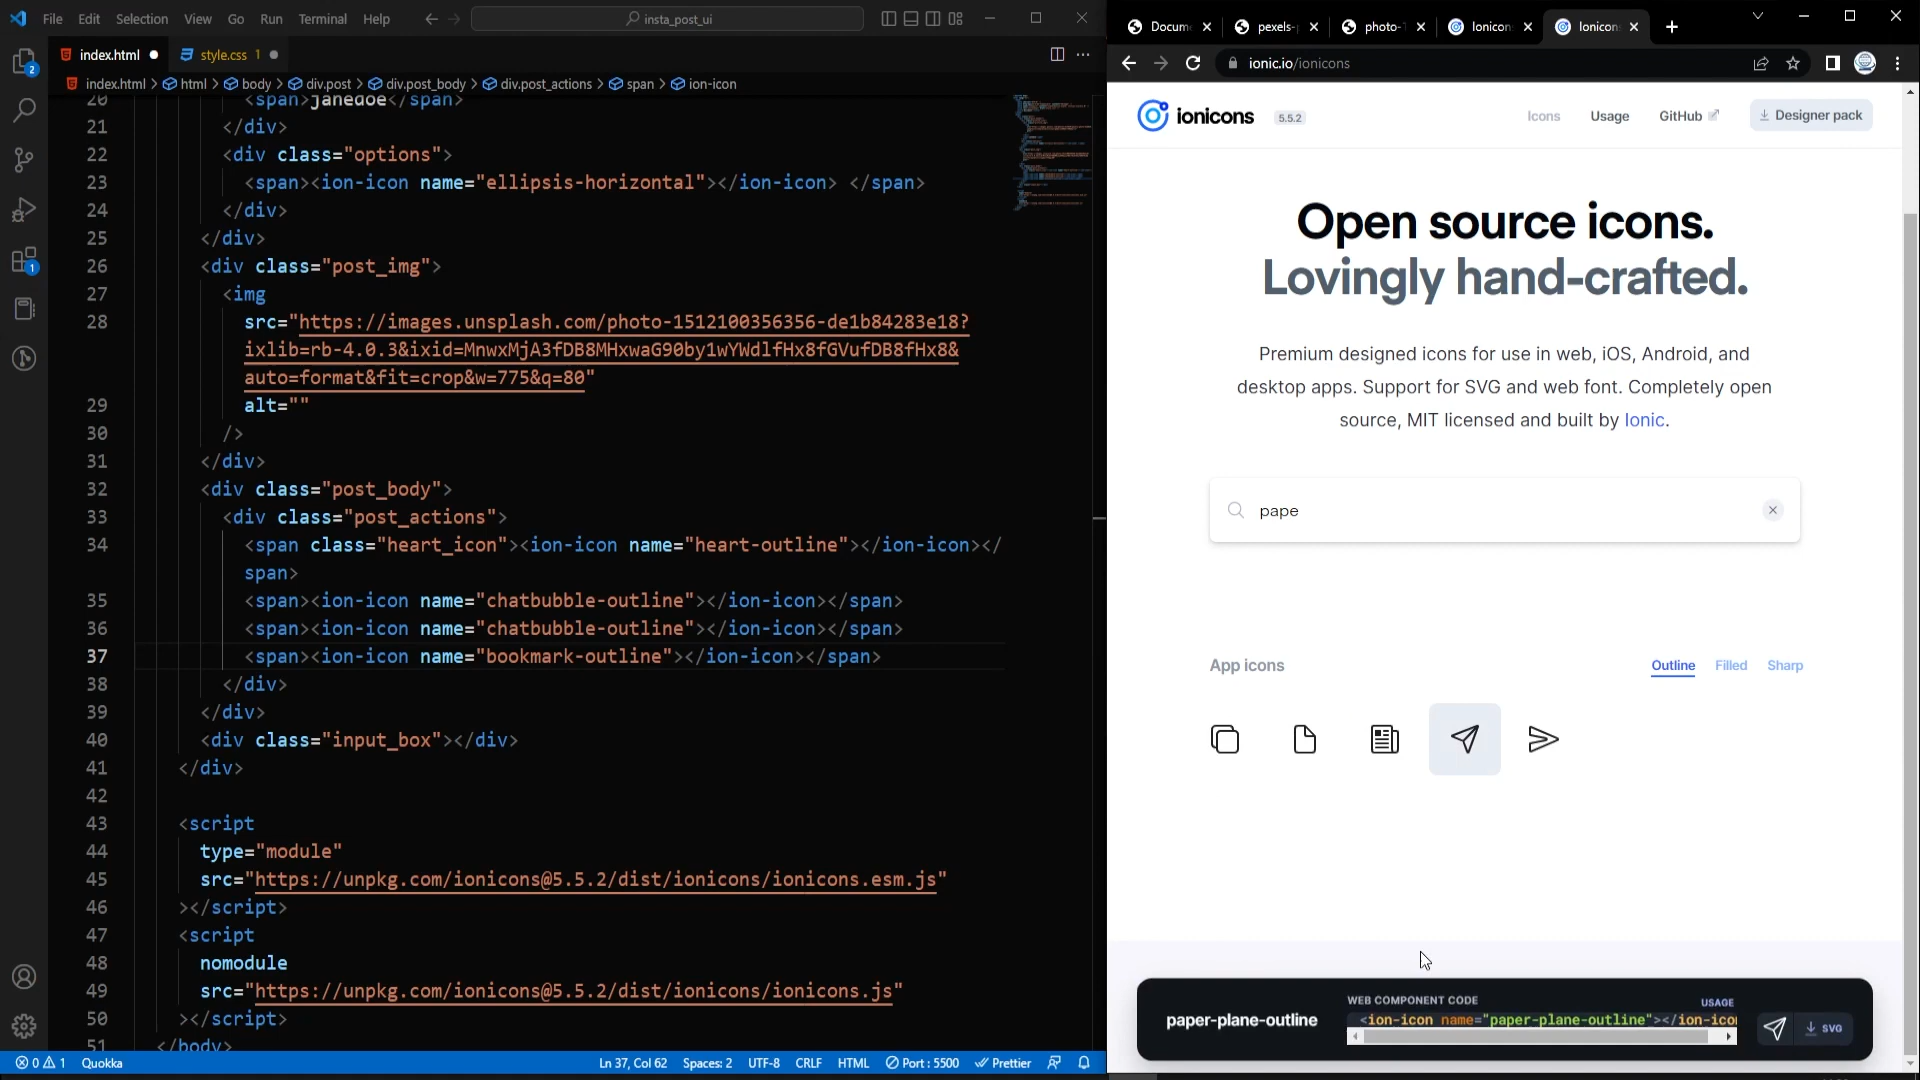 File Edit Selection View Go Run Terminal Help
insta_post_ui
index.html
style.css 1
index.html > html > body > div.post > div.post_body > div.post_actions > span > ion-icon
20 <span>janedoe</span>
21 </div>
22 <div class="options">
23 <span><ion-icon name="ellipsis-horizontal"></ion-icon> </span>
24 </div>
25 </div>
26 <div class="post_img">
27 <img
28 src="https://images.unsplash.com/photo-1512100356356-de1b84283e18?
ixlib=rb-4.0.3&ixid=MnwxMjA3fDB8MHxwaG90by1wYWdlfHx8fGVufDB8fHx8&
auto=format&fit=crop&w=775&q=80"
29 alt=""
30 />
31 </div>
32 <div class="post_body">
33 <div class="post_actions">
34 <span class="heart_icon"><ion-icon name="heart-outline"></ion-icon></
span>
35 <span><ion-icon name="chatbubble-outline"></ion-icon></span>
36 <span><ion-icon name="chatbubble-outline"></ion-icon></span>
37 <span><ion-icon name="bookmark-outline"></ion-icon></span>
38 </div>
39 </div>
40 <div class="input_box"></div>
41 </div>
42
43 <script
44 type="module"
45 src="https://unpkg.com/ionicons@5.5.2/dist/ionicons/ionicons.esm.js"
46 ></script>
47 <script
48 nomodule
49 src="https://unpkg.com/ionicons@5.5.2/dist/ionicons/ionicons.js"
50 ></script>
51 </body>
2
1
0 1 Quokka Ln 37, Col 62 Spaces: 2 UTF-8 CRLF HTML Port : 5500 Prettier
Docum pexels- photo-1 Ionicons Ionicons
ionic.io/ionicons
ionicons 5.5.2 Icons Usage GitHub Designer pack
Open source icons.
Lovingly hand-crafted.
Premium designed icons for use in web, iOS, Android, and
desktop apps. Support for SVG and web font. Completely open
source, MIT licensed and built by Ionic.
pape
App icons Outline Filled Sharp
WEB COMPONENT CODE USAGE
paper-plane-outline <ion-icon name="paper-plane-outline"></ion-ico
SVG